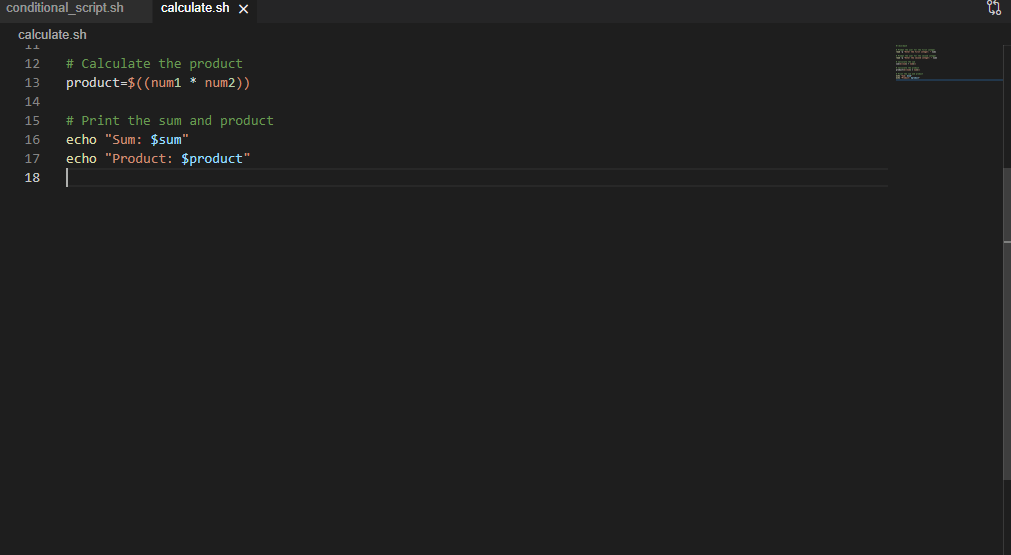 conditional_script.sh calculate.sh
calculate.sh
11
12 # Calculate the product
13 product=$((num1 * num2))
14
15 # Print the sum and product
16 echo "Sum: $sum"
17 echo "Product: $product"
18